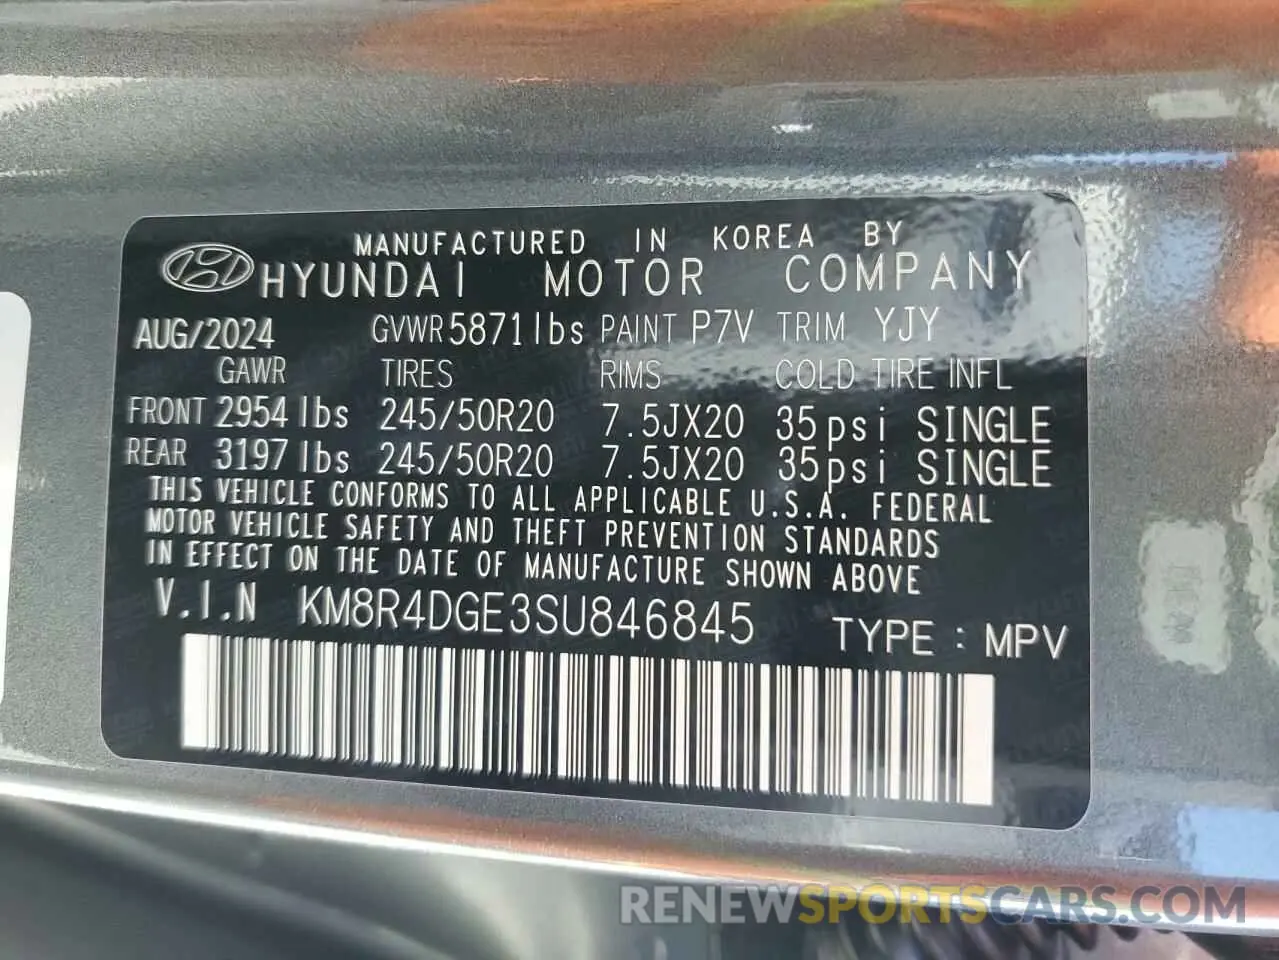 MANUFACTURED IN KOREA BY
HYUNDAI MOTOR COMPANY
AUG/2024 GVWR 5871lbs PAINT P7V TRIM YJY
GAWR TIRES RIMS COLD TIRE INFL
FRONT 2954 lbs 245/50R20 7.5JX20 35psi SINGLE
REAR 3197 lbs 245/50R20 7.5JX20 35psi SINGLE
THIS VEHICLE CONFORMS TO ALL APPLICABLE U.S.A. FEDERAL
MOTOR VEHICLE SAFETY AND THEFT PREVENTION STANDARDS
IN EFFECT ON THE DATE OF MANUFACTURE SHOWN ABOVE
V.I.N KM8R4DGE3SU846845 TYPE : MPV
RENEWSPORTSCARS.COM